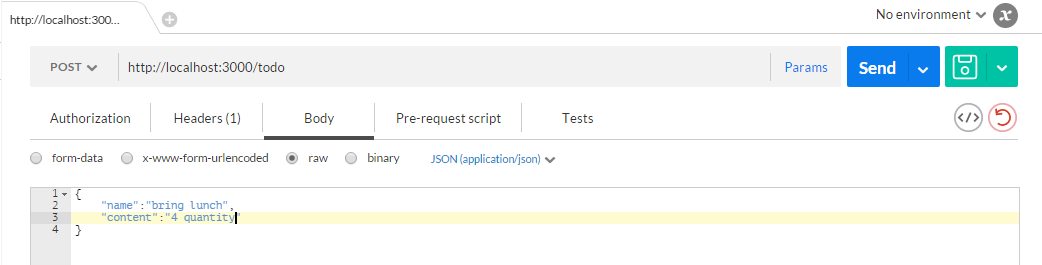 http://localhost:300...
No environment
POST
http://localhost:3000/todo
Params
Send
Authorization
Headers (1)
Body
Pre-request script
Tests
form-data
x-www-form-urlencoded
raw
binary
JSON (application/json)
1 {
2 "name":"bring lunch",
3 "content":"4 quantity"
4 }